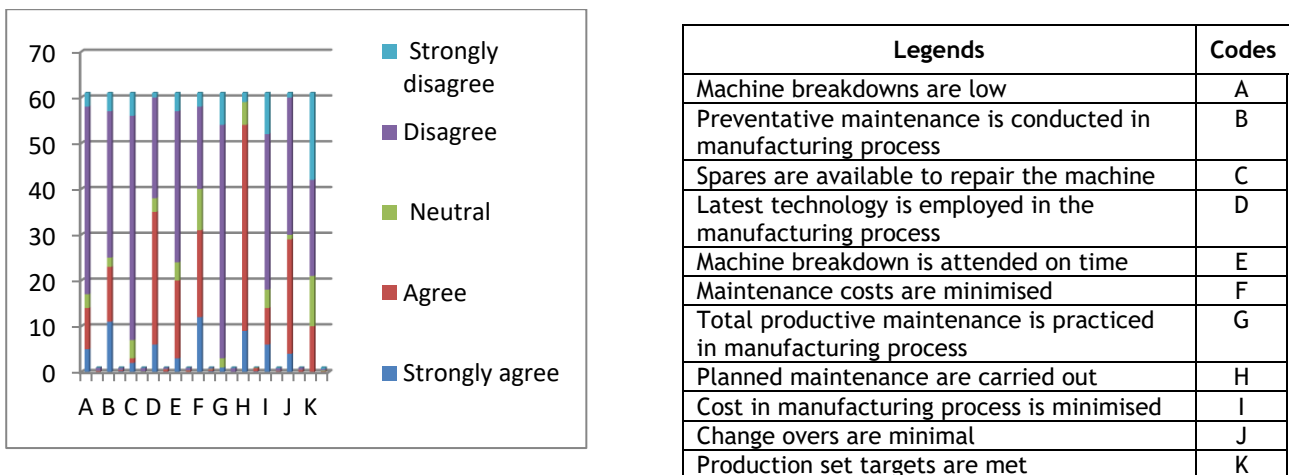 70
60
50
40
30
20
10
0
A B C D E F G H I J K
Strongly
disagree
Disagree
Neutral
Agree
Strongly agree
Legends Codes
Machine breakdowns are low A
Preventative maintenance is conducted in B
manufacturing process
Spares are available to repair the machine C
Latest technology is employed in the D
manufacturing process
Machine breakdown is attended on time E
Maintenance costs are minimised F
Total productive maintenance is practiced G
in manufacturing process
Planned maintenance are carried out H
Cost in manufacturing process is minimised I
Change overs are minimal J
Production set targets are met K